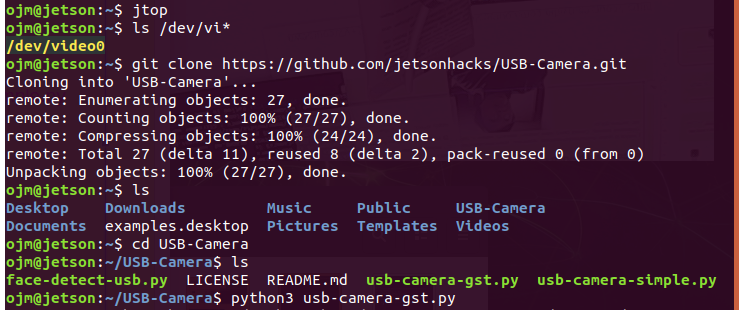 ojm@jetson:~$ jtop
ojm@jetson:~$ ls /dev/vi*
/dev/video0
ojm@jetson:~$ git clone https://github.com/jetsonhacks/USB-Camera.git
Cloning into 'USB-Camera'...
remote: Enumerating objects: 27, done.
remote: Counting objects: 100% (27/27), done.
remote: Compressing objects: 100% (24/24), done.
remote: Total 27 (delta 11), reused 8 (delta 2), pack-reused 0 (from 0)
Unpacking objects: 100% (27/27), done.
ojm@jetson:~$ ls
Desktop    Downloads         Music     Public     USB-Camera
Documents  examples.desktop  Pictures  Templates  Videos
ojm@jetson:~$ cd USB-Camera
ojm@jetson:~/USB-Camera$ ls
face-detect-usb.py  LICENSE  README.md  usb-camera-gst.py  usb-camera-simple.py
ojm@jetson:~/USB-Camera$ python3 usb-camera-gst.py